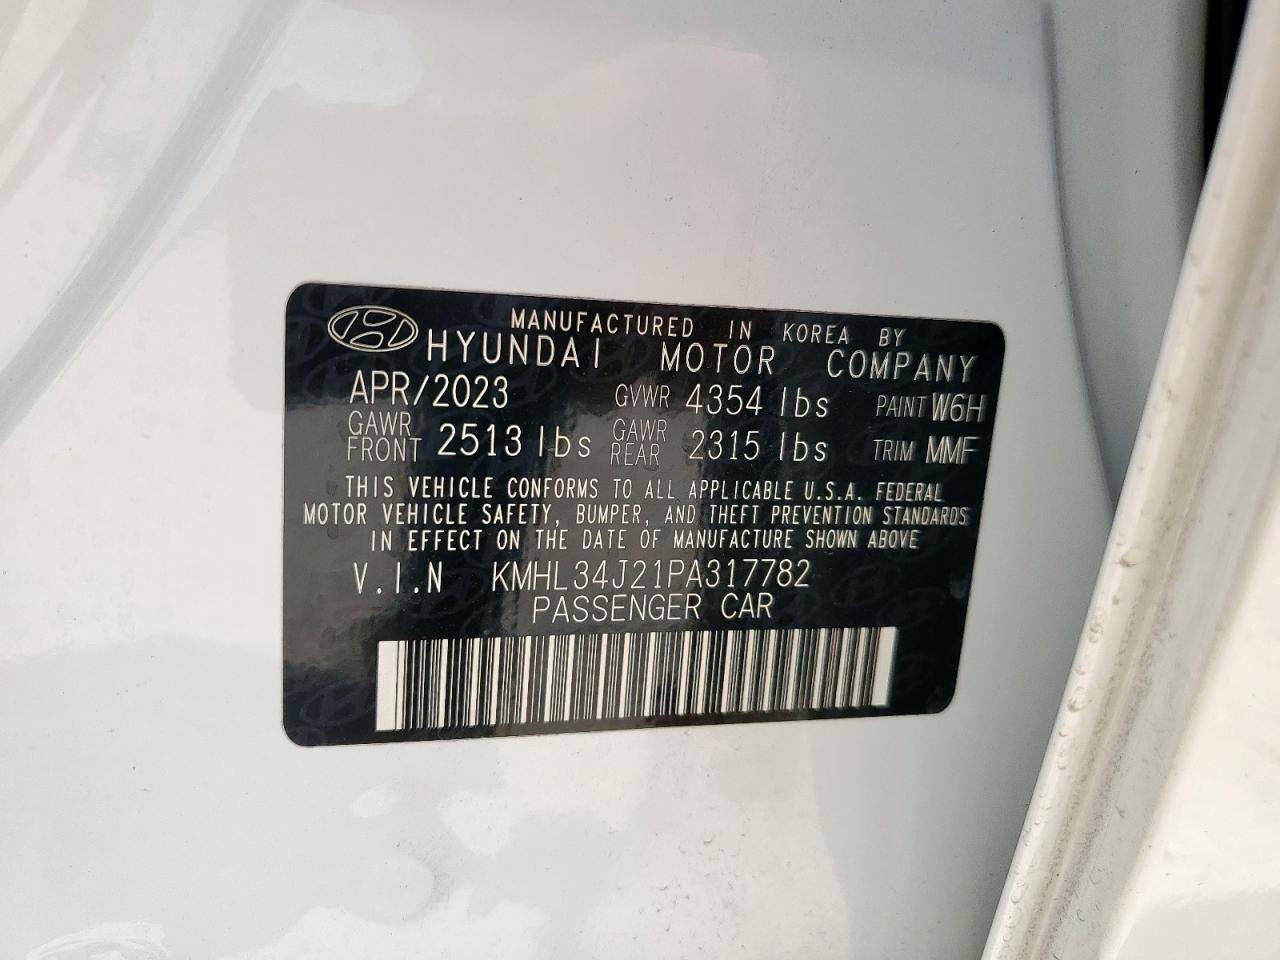 MANUFACTURED IN KOREA BY
HYUNDAI MOTOR COMPANY
APR/2023 GVWR 4354 lbs PAINT W6H
GAWR FRONT 2513 lbs GAWR REAR 2315 lbs TRIM MMF
THIS VEHICLE CONFORMS TO ALL APPLICABLE U.S.A. FEDERAL
MOTOR VEHICLE SAFETY, BUMPER, AND THEFT PREVENTION STANDARDS
IN EFFECT ON THE DATE OF MANUFACTURE SHOWN ABOVE
V.I.N KMHL34J21PA317782
PASSENGER CAR